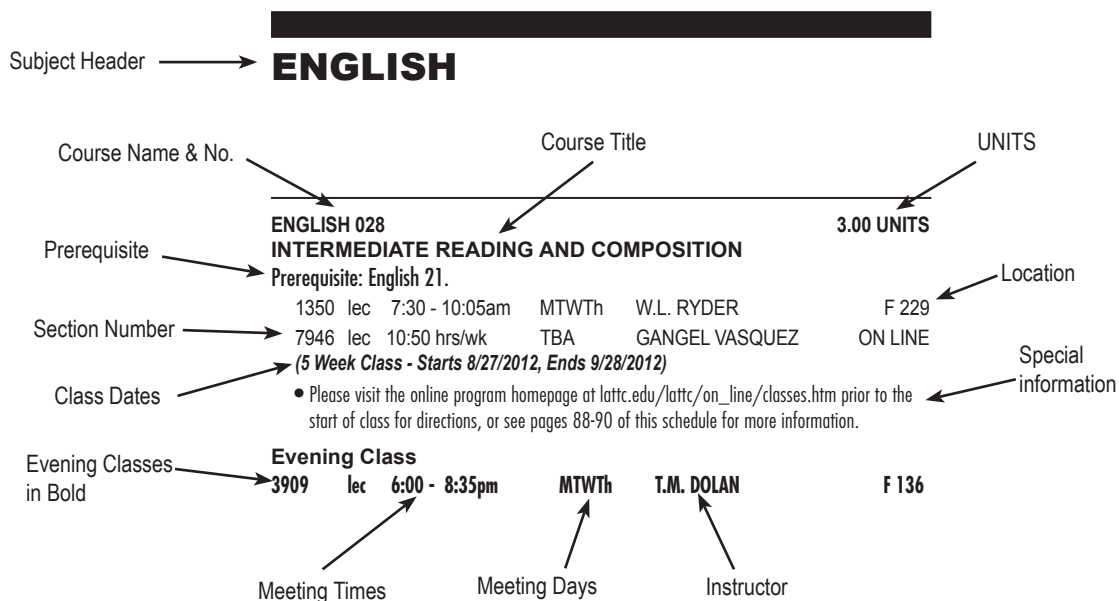 Subject Header
ENGLISH
Course Name & No.
Course Title
UNITS
ENGLISH 028 3.00 UNITS
INTERMEDIATE READING AND COMPOSITION
Prerequisite
Prerequisite: English 21.
Location
1350 lec 7:30 - 10:05am MTWTh W.L. RYDER F 229
Section Number
7946 lec 10:50 hrs/wk TBA GANGEL VASQUEZ ON LINE
(5 Week Class - Starts 8/27/2012, Ends 9/28/2012)
Class Dates
Special
information
• Please visit the online program homepage at lattc.edu/lattc/on_line/classes.htm prior to the
start of class for directions, or see pages 88-90 of this schedule for more information.
Evening Classes
in Bold
Evening Class
3909 lec 6:00 - 8:35pm MTWTh T.M. DOLAN F 136
Meeting Times
Meeting Days
Instructor